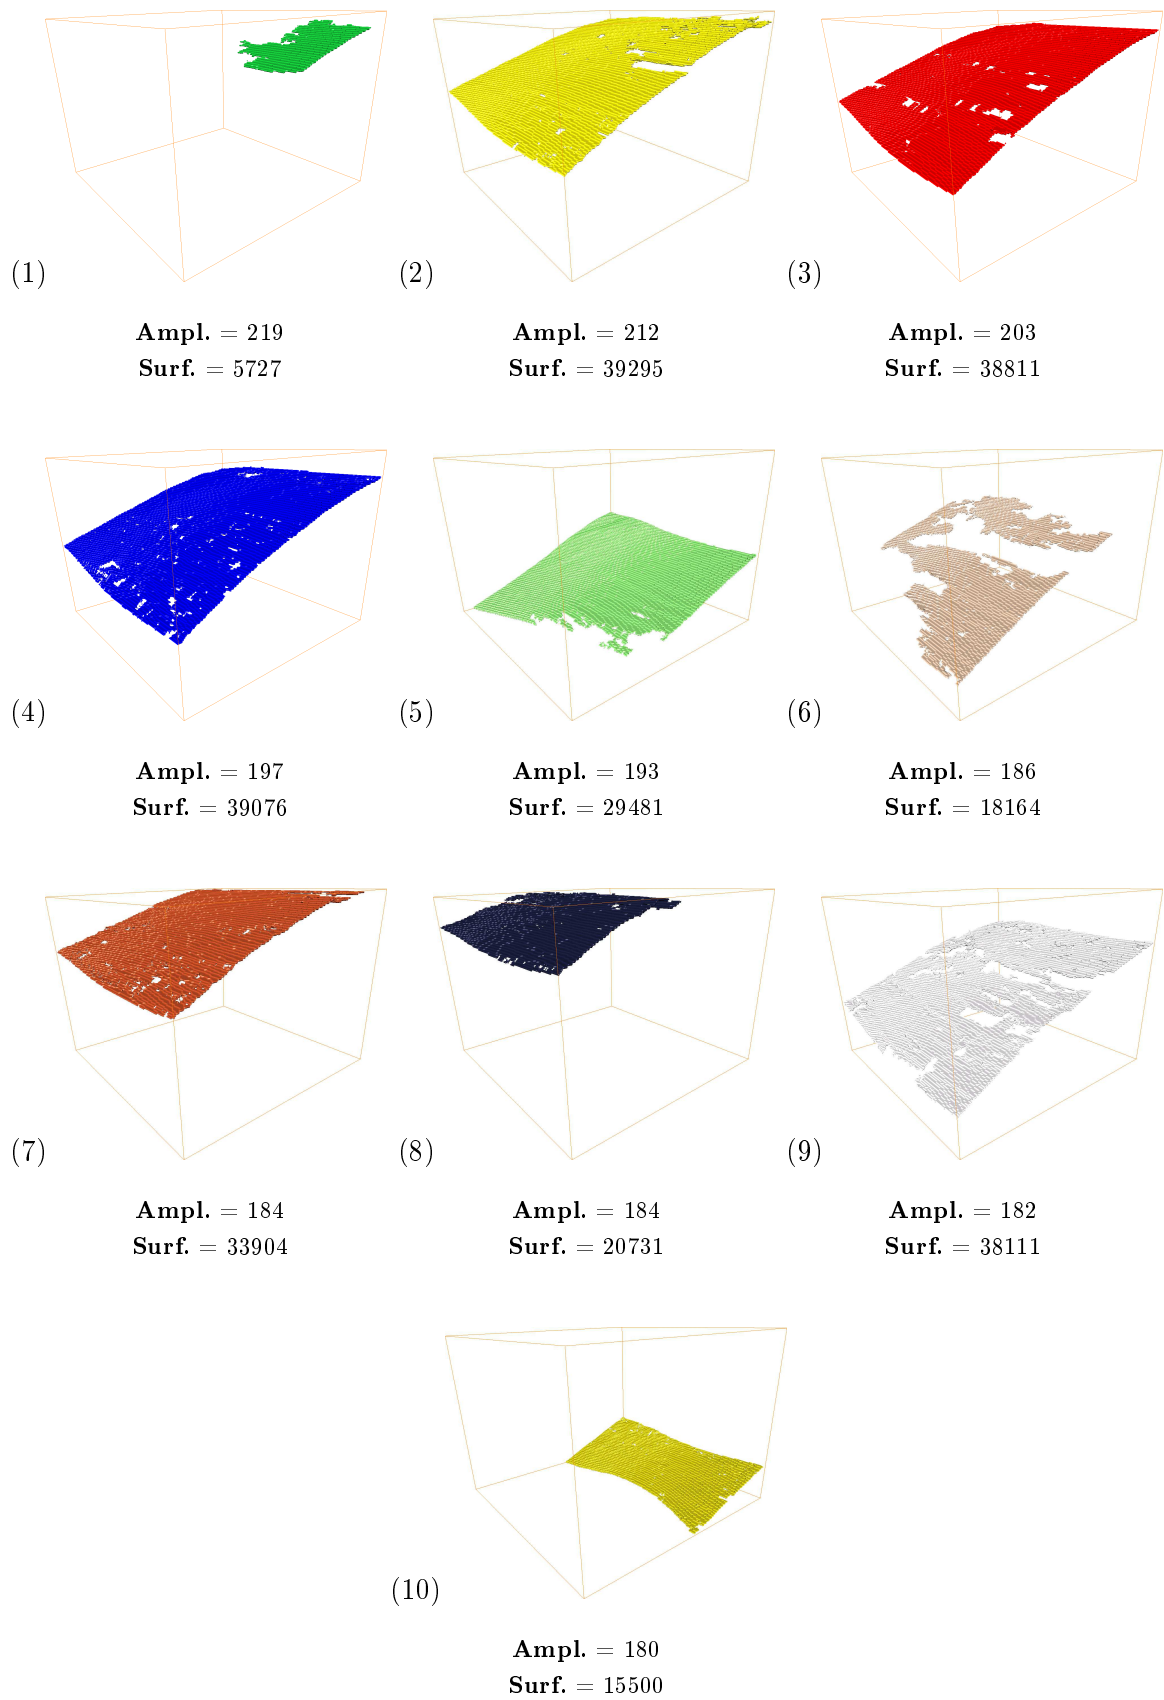 (1) (2) (3)
Ampl. = 219 Ampl. = 212 Ampl. = 203
Surf. = 5727 Surf. = 39295 Surf. = 38811
(4) (5) (6)
Ampl. = 197 Ampl. = 193 Ampl. = 186
Surf. = 39076 Surf. = 29481 Surf. = 18164
(7) (8) (9)
Ampl. = 184 Ampl. = 184 Ampl. = 182
Surf. = 33904 Surf. = 20731 Surf. = 38111
(10)
Ampl. = 180
Surf. = 15500